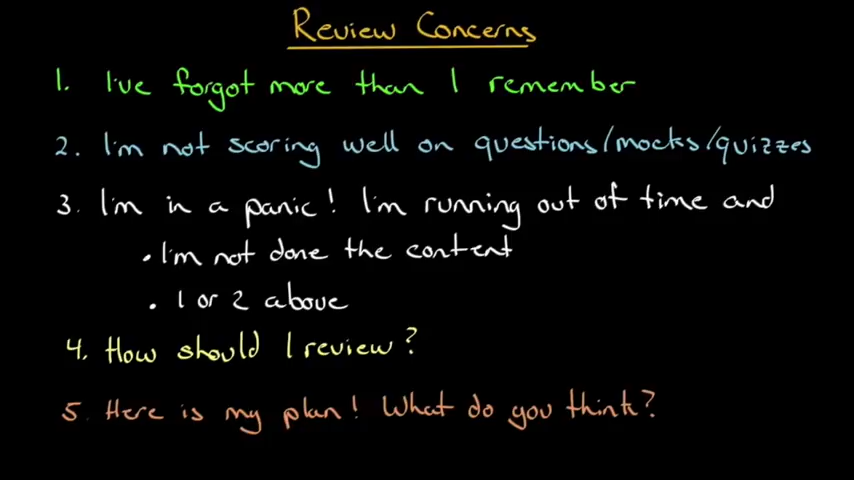 Review Concerns
1. I've forgot more than I remember
2. I'm not scoring well on questions/mocks/quizzes
3. I'm in a panic! I'm running out of time and
• I'm not done the content
• 1 or 2 above
4. How should I review?
5. Here is my plan! What do you think?